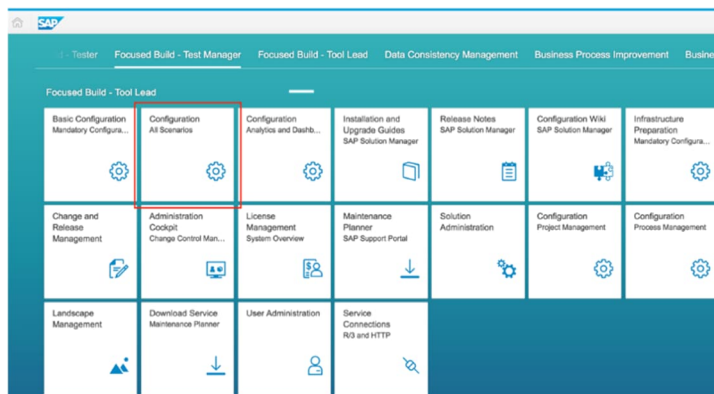 SAP
- Tester Focused Build - Test Manager Focused Build - Tool Lead Data Consistency Management Business Process Improvement Busine
Focused Build - Tool Lead
Basic Configuration
Mandatory Configura...
Configuration
All Scenarios
Configuration
Analytics and Dashb...
Installation and
Upgrade Guides
SAP Solution Manager
Release Notes
SAP Solution Manager
Configuration Wiki
SAP Solution Manager
Infrastructure
Preparation
Mandatory Configura...
Change and
Release
Management
Administration
Cockpit
Change Control Man...
License
Management
System Overview
Maintenance
Planner
SAP Support Portal
Solution
Administration
Configuration
Project Management
Configuration
Process Management
Landscape
Management
Download Service
Maintenance Planner
User Administration
Service
Connections
R/3 and HTTP